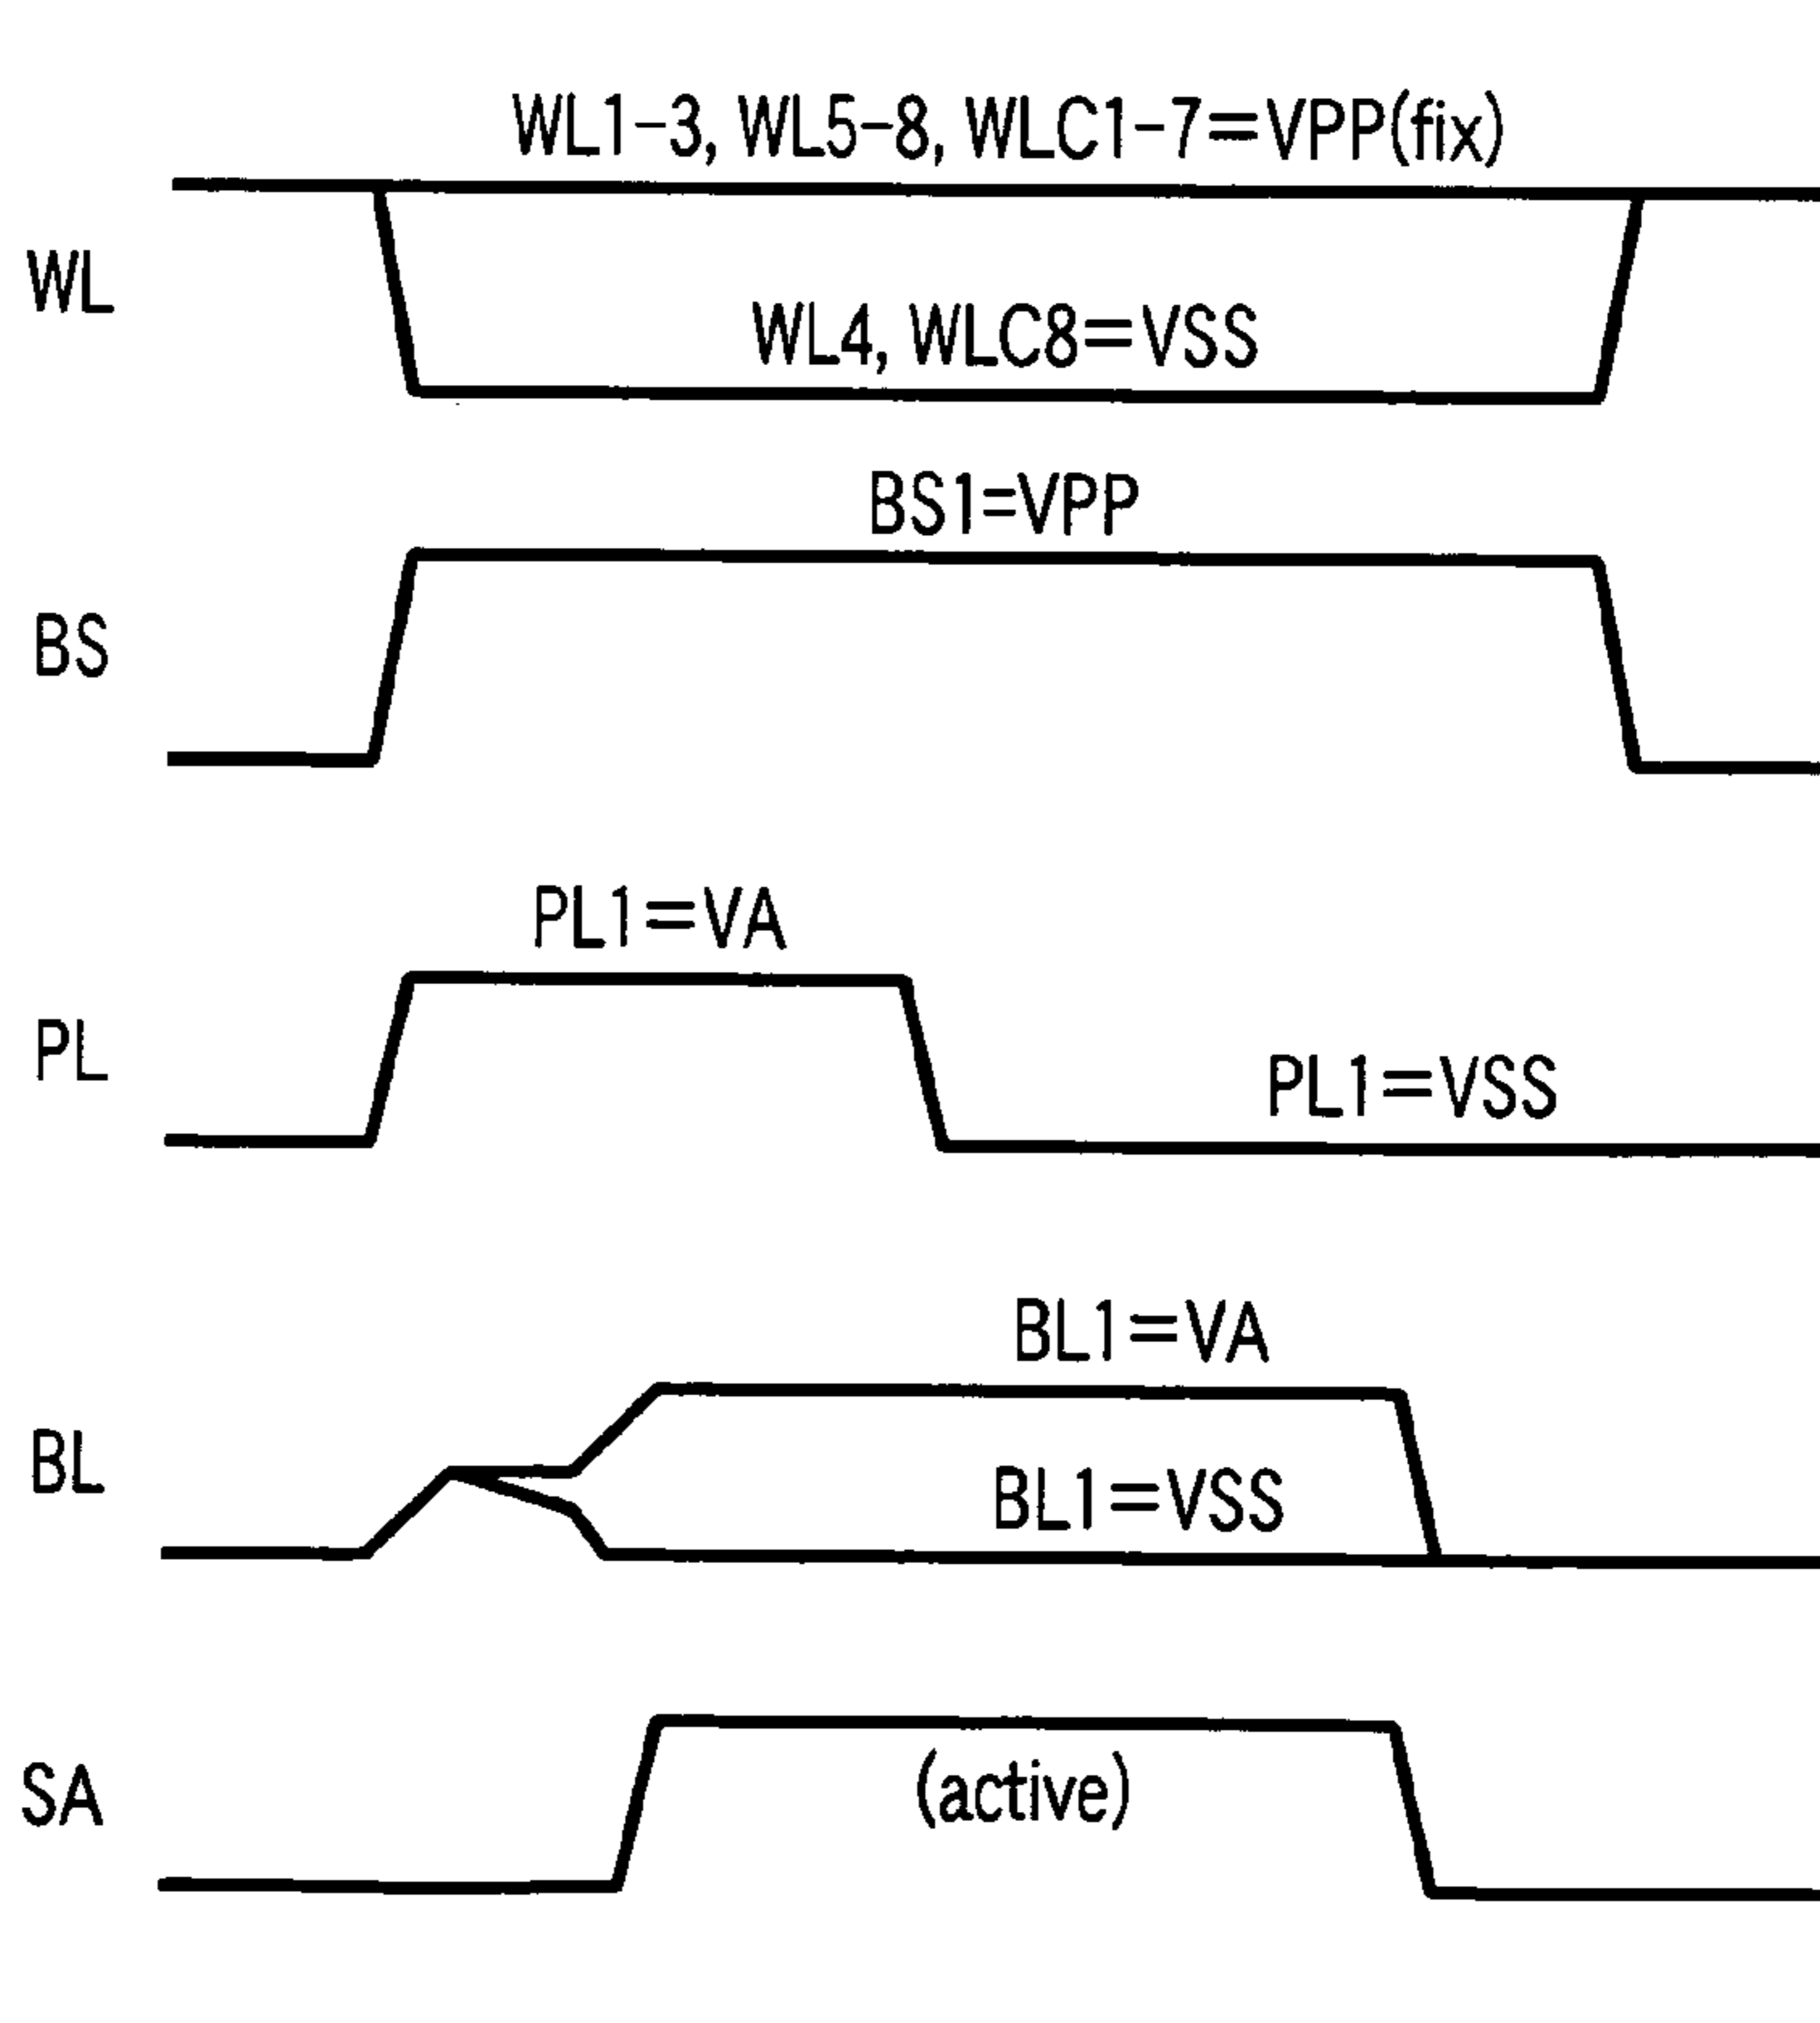 WL1-3, WL5-8, WLC1-7=VPP(fix)
WL
WL4, WLC8=VSS
BS1=VPP
BS
PL1=VA
PL
PL1=VSS
BL1=VA
BL
BL1=VSS
SA
(active)